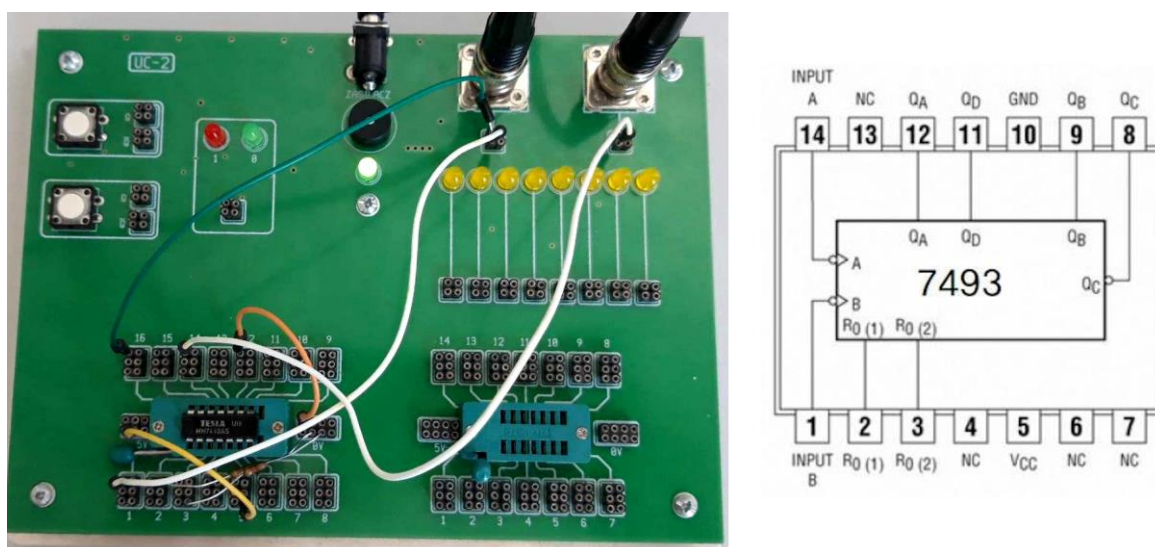 UC-2
ZASILACZ
1 0
16 15 14 12 11 10 9
5V 0V
1 2 3 4 5 6 7 8
14 13 12 11 10 9 8
5V 0V
1 2 3 4 5 6 7
TESLA
INPUT
A NC QA QD GND QB QC
14 13 12 11 10 9 8
QA QD QB
A
7493 QC
B
R0 (1) R0 (2)
1 2 3 4 5 6 7
INPUT R0 (1) R0 (2) NC VCC NC NC
B